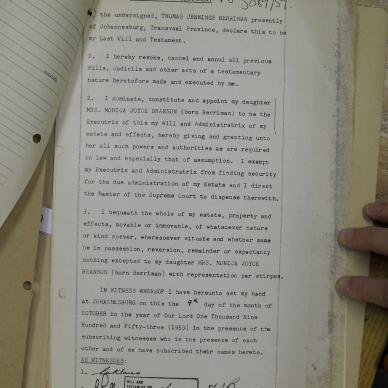 I, the undersigned, THOMAS JENNINGS BERRIMAN presently
of Johannesburg, Transvaal Province, declare this to be
my Last Will and Testament.
1. I hereby revoke, cancel and annul all previous
Wills, Codicils and other acts of a testamentary
nature heretofore made and executed by me.
2. I nominate, constitute and appoint my daughter
MRS. MONICA JOYCE BRANSON (born Berriman) to be the
Executrix of this my Will and Administratrix of my
estate and effects, hereby giving and granting unto
her all such powers and authorities as are required
in law and especially that of assumption. I exempt
my Executrix and Administratrix from finding security
for the due administration of my Estate and I direct
the Master of the Supreme Court to dispense therewith.
3. I bequeath the whole of my estate, property and
effects, movable or immovable, of whatsoever nature
or kind soever, wheresoever situate and whether same
be in possession, reversion, remainder or expectancy
nothing excepted to my daughter MRS. MONICA JOYCE
BRANSON (born Berriman) with representation per stirpes.
IN WITNESS WHEREOF I have hereunto set my hand
at JOHANNESBURG on this the 9th day of the month of
OCTOBER in the year of Our Lord One Thousand Nine
Hundred and Fifty-three (1953) in the presence of the
subscribing witnesses who in the presence of each
other and of me have subscribed their names hereto.
AS WITNESSES:
1.
WILL AND